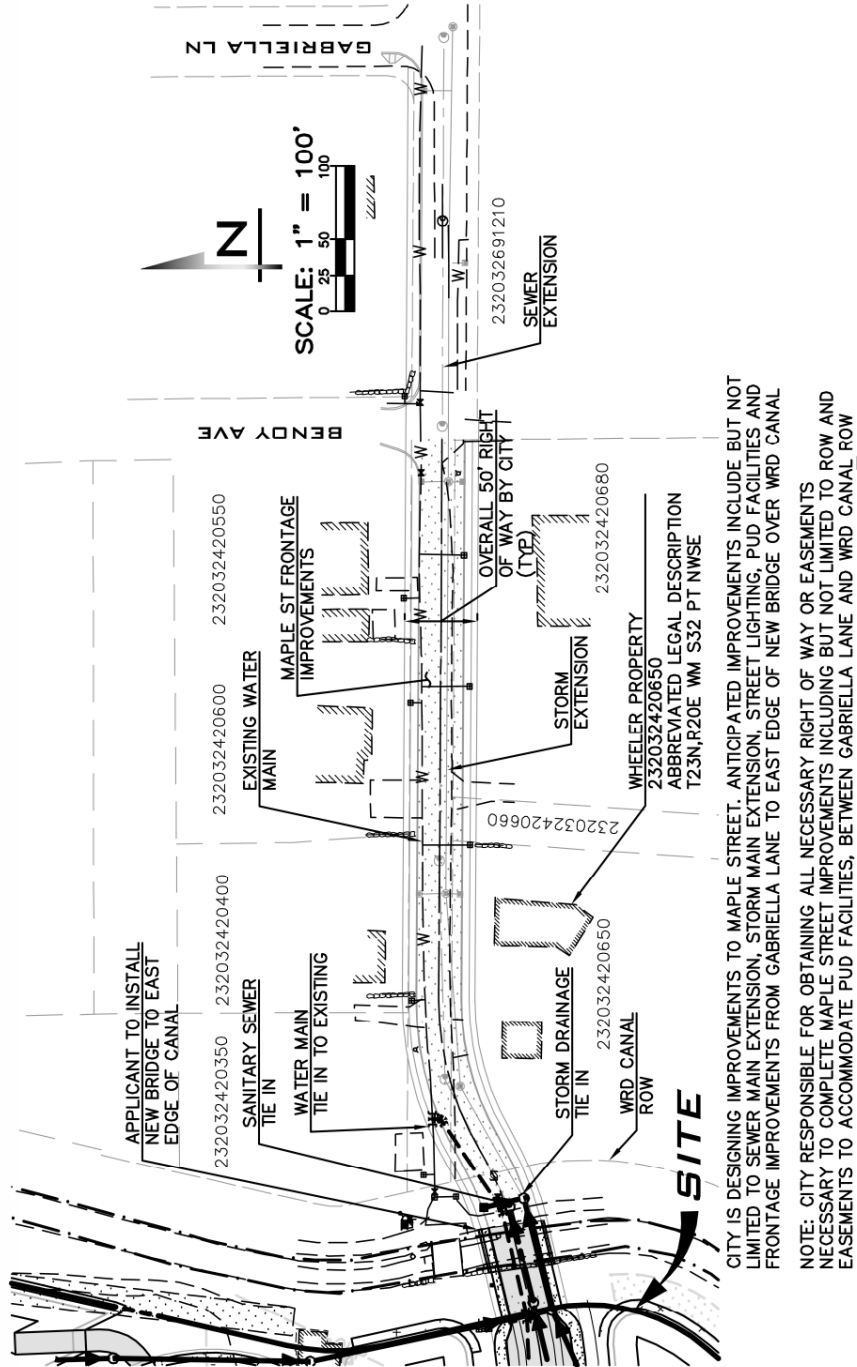 GABRIELLA LN
N
SCALE: 1" = 100'
0 25 50 100
BENDY AVE
W
W
W
W
W
W
W
232032691210
SEWER
EXTENSION
232032420550
MAPLE ST FRONTAGE
IMPROVEMENTS
OVERALL 50' RIGHT
OF WAY BY CITY
(TYP)
232032420680
232032420600
EXISTING WATER
MAIN
STORM
EXTENSION
232032420660
WHEELER PROPERTY
232032420650
ABBREVIATED LEGAL DESCRIPTION
T23N,R20E WM S32 PT NWSE
APPLICANT TO INSTALL
NEW BRIDGE TO EAST
EDGE OF CANAL
232032420350
232032420400
SANITARY SEWER
TIE IN
WATER MAIN
TIE IN TO EXISTING
STORM DRAINAGE
TIE IN
232032420650
WRD CANAL
ROW
SITE
CITY IS DESIGNING IMPROVEMENTS TO MAPLE STREET. ANTICIPATED IMPROVEMENTS INCLUDE BUT NOT
LIMITED TO SEWER MAIN EXTENSION, STORM MAIN EXTENSION, STREET LIGHTING, PUD FACILITIES AND
FRONTAGE IMPROVEMENTS FROM GABRIELLA LANE TO EAST EDGE OF NEW BRIDGE OVER WRD CANAL
NOTE: CITY RESPONSIBLE FOR OBTAINING ALL NECESSARY RIGHT OF WAY OR EASEMENTS
NECESSARY TO COMPLETE MAPLE STREET IMPROVEMENTS INCLUDING BUT NOT LIMITED TO ROW AND
EASEMENTS TO ACCOMMODATE PUD FACILITIES, BETWEEN GABRIELLA LANE AND WRD CANAL ROW